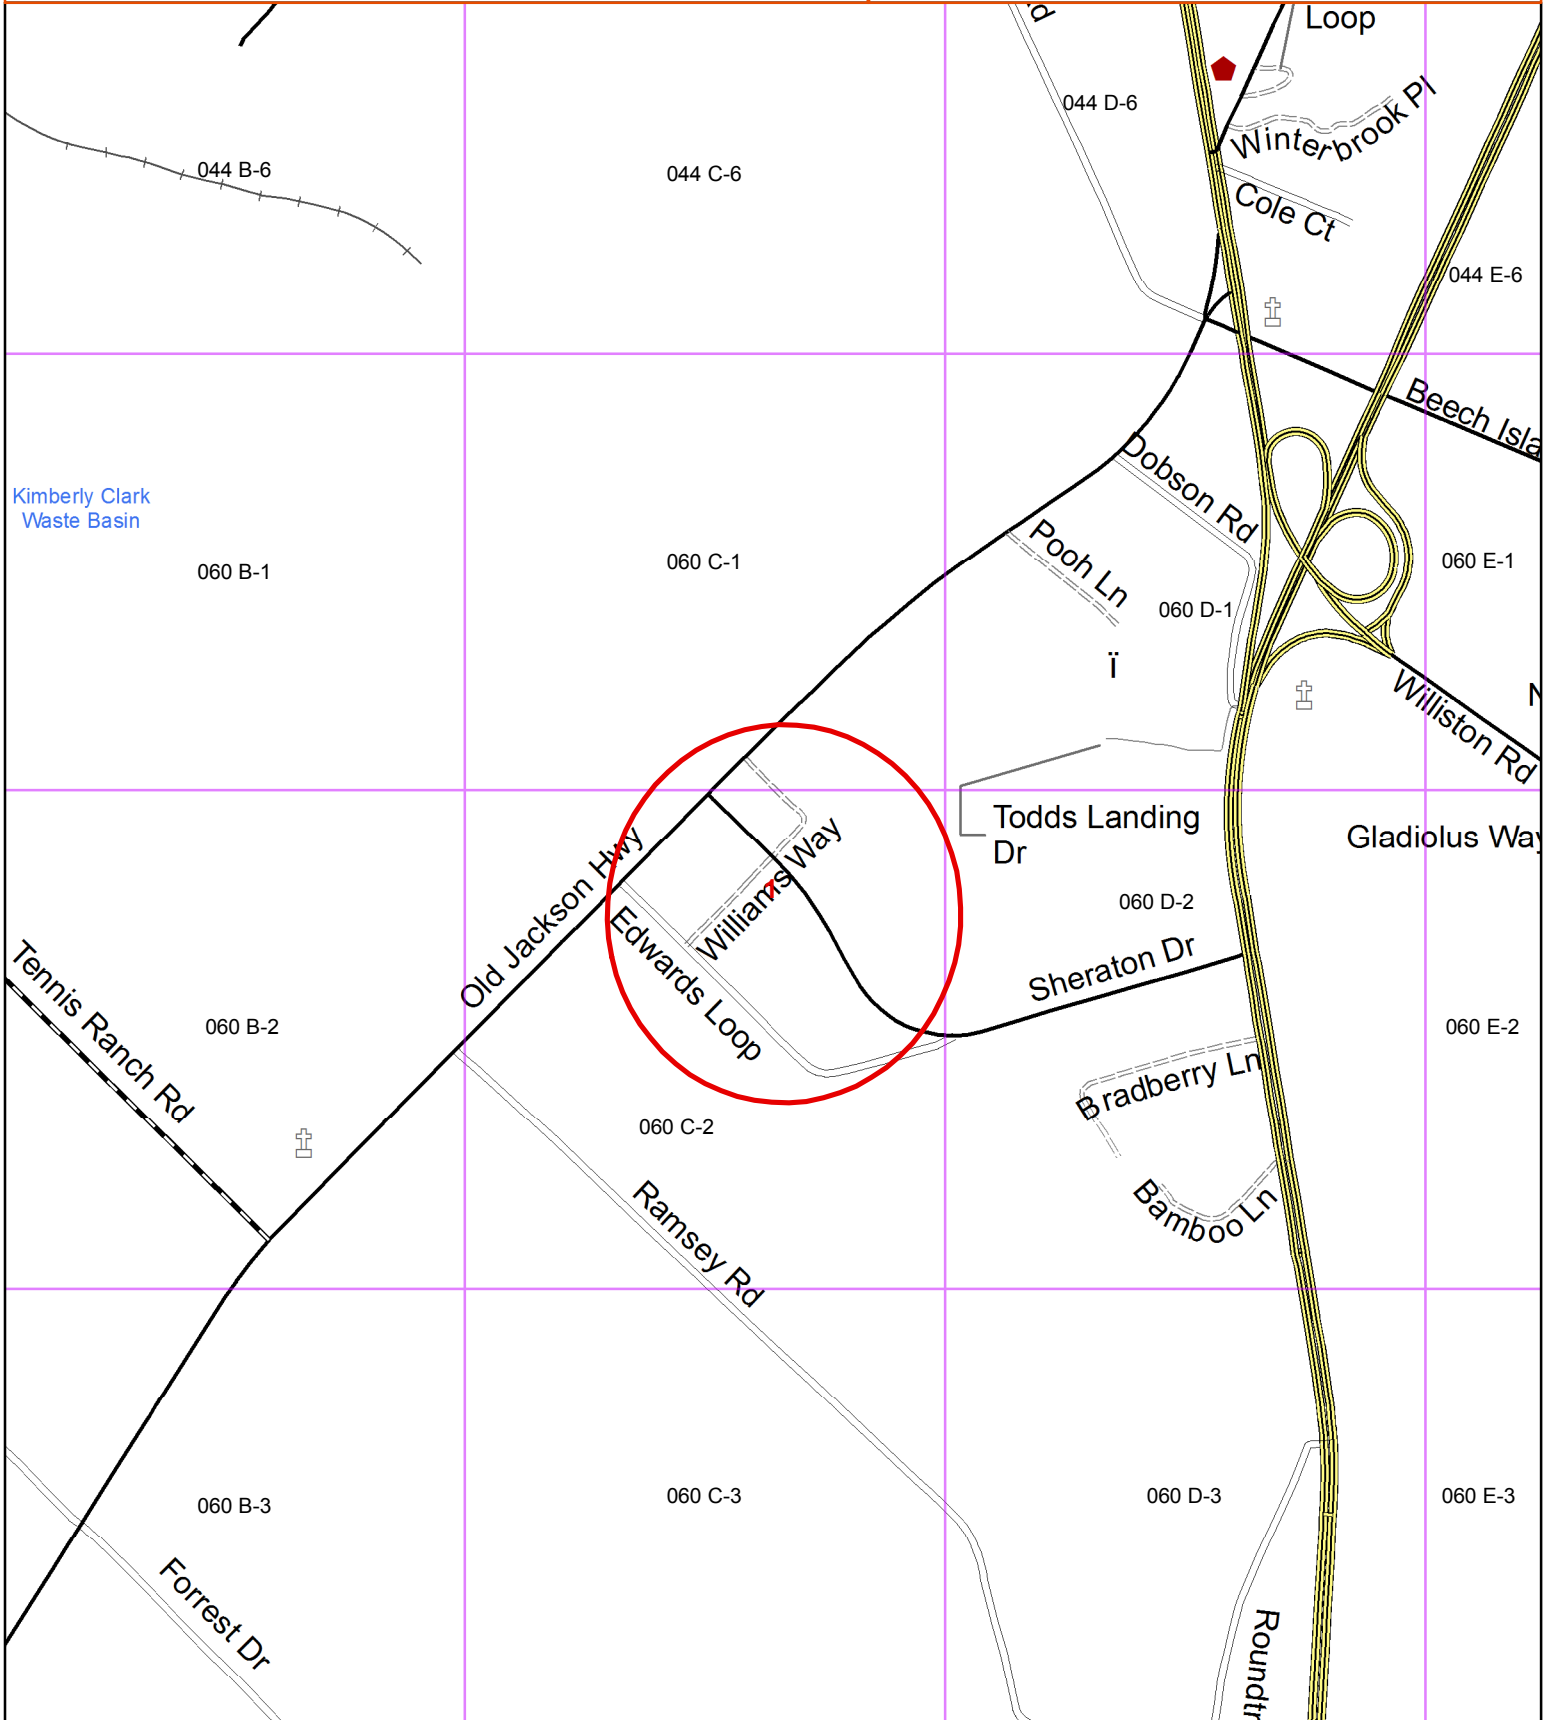 Loop
044 D-6
Winterbrook Pl
044 B-6
044 C-6
Cole Ct
044 E-6
Beech Isla
Dobson Rd
Kimberly Clark
Waste Basin
Pooh Ln
060 B-1
060 C-1
060 E-1
060 D-1
ï
Williston Rd
Todds Landing
Dr
Gladiolus Way
Old Jackson Hwy
Williams Way
1
060 D-2
Edwards Loop
Sheraton Dr
Tennis Ranch Rd
060 B-2
060 E-2
Bradberry Ln
060 C-2
Bamboo Ln
Ramsey Rd
060 B-3
060 C-3
060 D-3
060 E-3
Forrest Dr
Roundtr